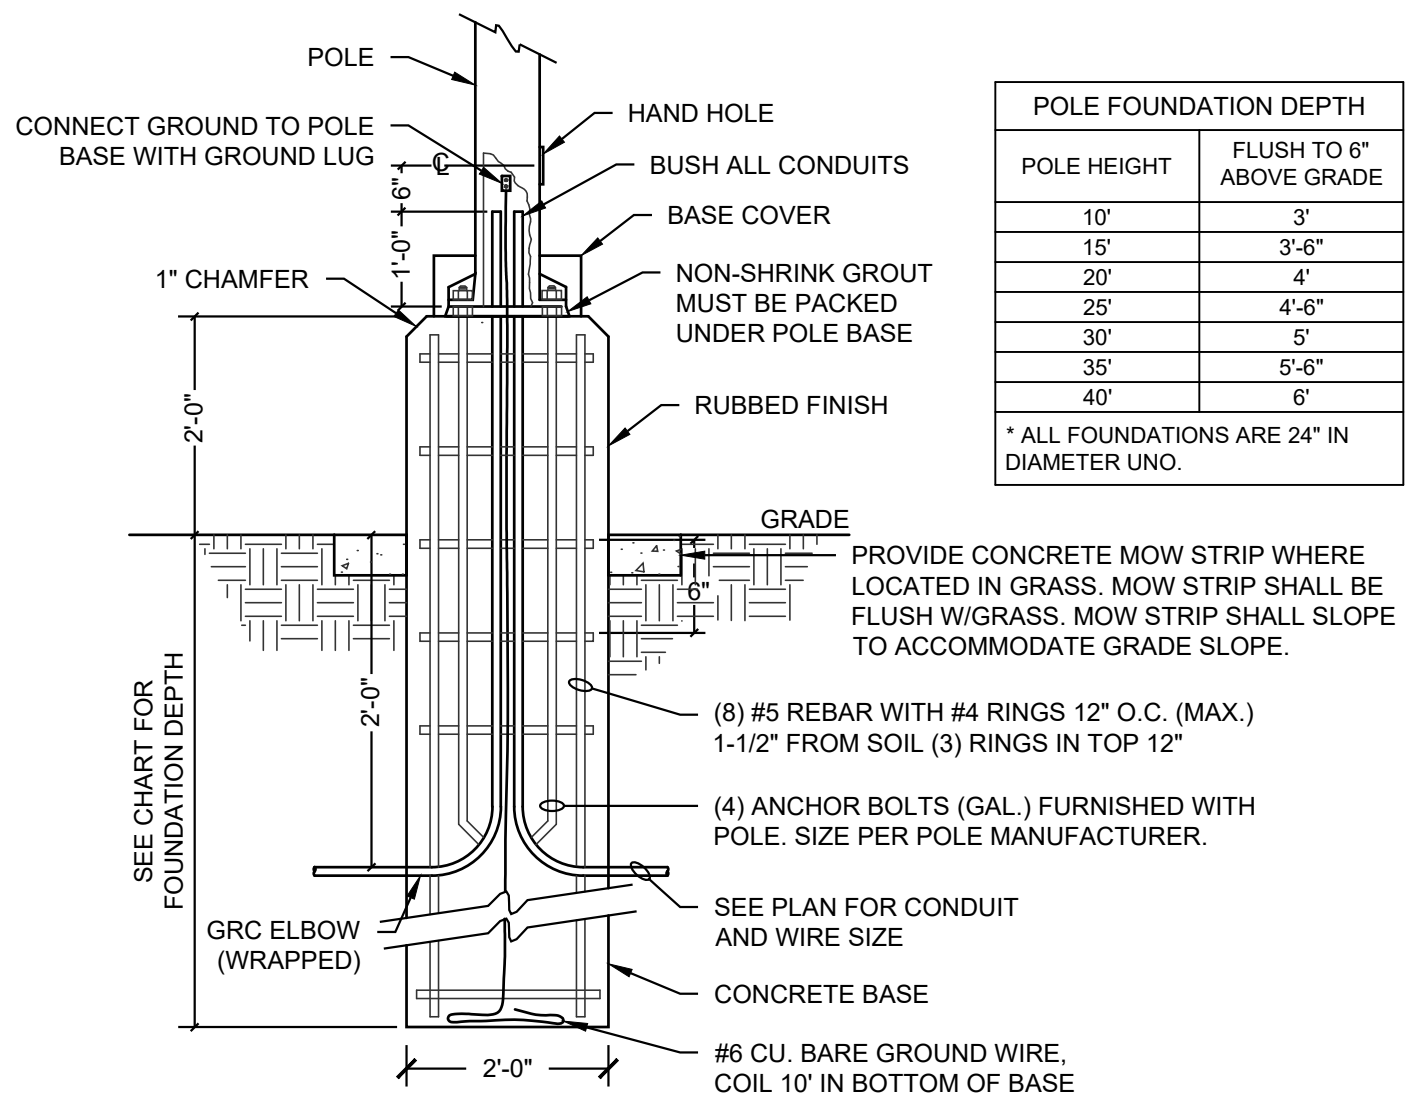 POLE
CONNECT GROUND TO POLE
BASE WITH GROUND LUG
HAND HOLE
BUSH ALL CONDUITS
BASE COVER
℄
6"
1'-0"
1" CHAMFER
NON-SHRINK GROUT
MUST BE PACKED
UNDER POLE BASE
2'-0"
RUBBED FINISH
POLE FOUNDATION DEPTH
POLE HEIGHT
FLUSH TO 6"
ABOVE GRADE
10' 3'
15' 3'-6"
20' 4'
25' 4'-6"
30' 5'
35' 5'-6"
40' 6'
* ALL FOUNDATIONS ARE 24" IN
DIAMETER UNO.
GRADE
PROVIDE CONCRETE MOW STRIP WHERE
LOCATED IN GRASS. MOW STRIP SHALL BE
FLUSH W/GRASS. MOW STRIP SHALL SLOPE
TO ACCOMMODATE GRADE SLOPE.
6"
2'-0"
SEE CHART FOR
FOUNDATION DEPTH
(8) #5 REBAR WITH #4 RINGS 12" O.C. (MAX.)
1-1/2" FROM SOIL (3) RINGS IN TOP 12"
(4) ANCHOR BOLTS (GAL.) FURNISHED WITH
POLE. SIZE PER POLE MANUFACTURER.
GRC ELBOW
(WRAPPED)
SEE PLAN FOR CONDUIT
AND WIRE SIZE
CONCRETE BASE
#6 CU. BARE GROUND WIRE,
COIL 10' IN BOTTOM OF BASE
2'-0"